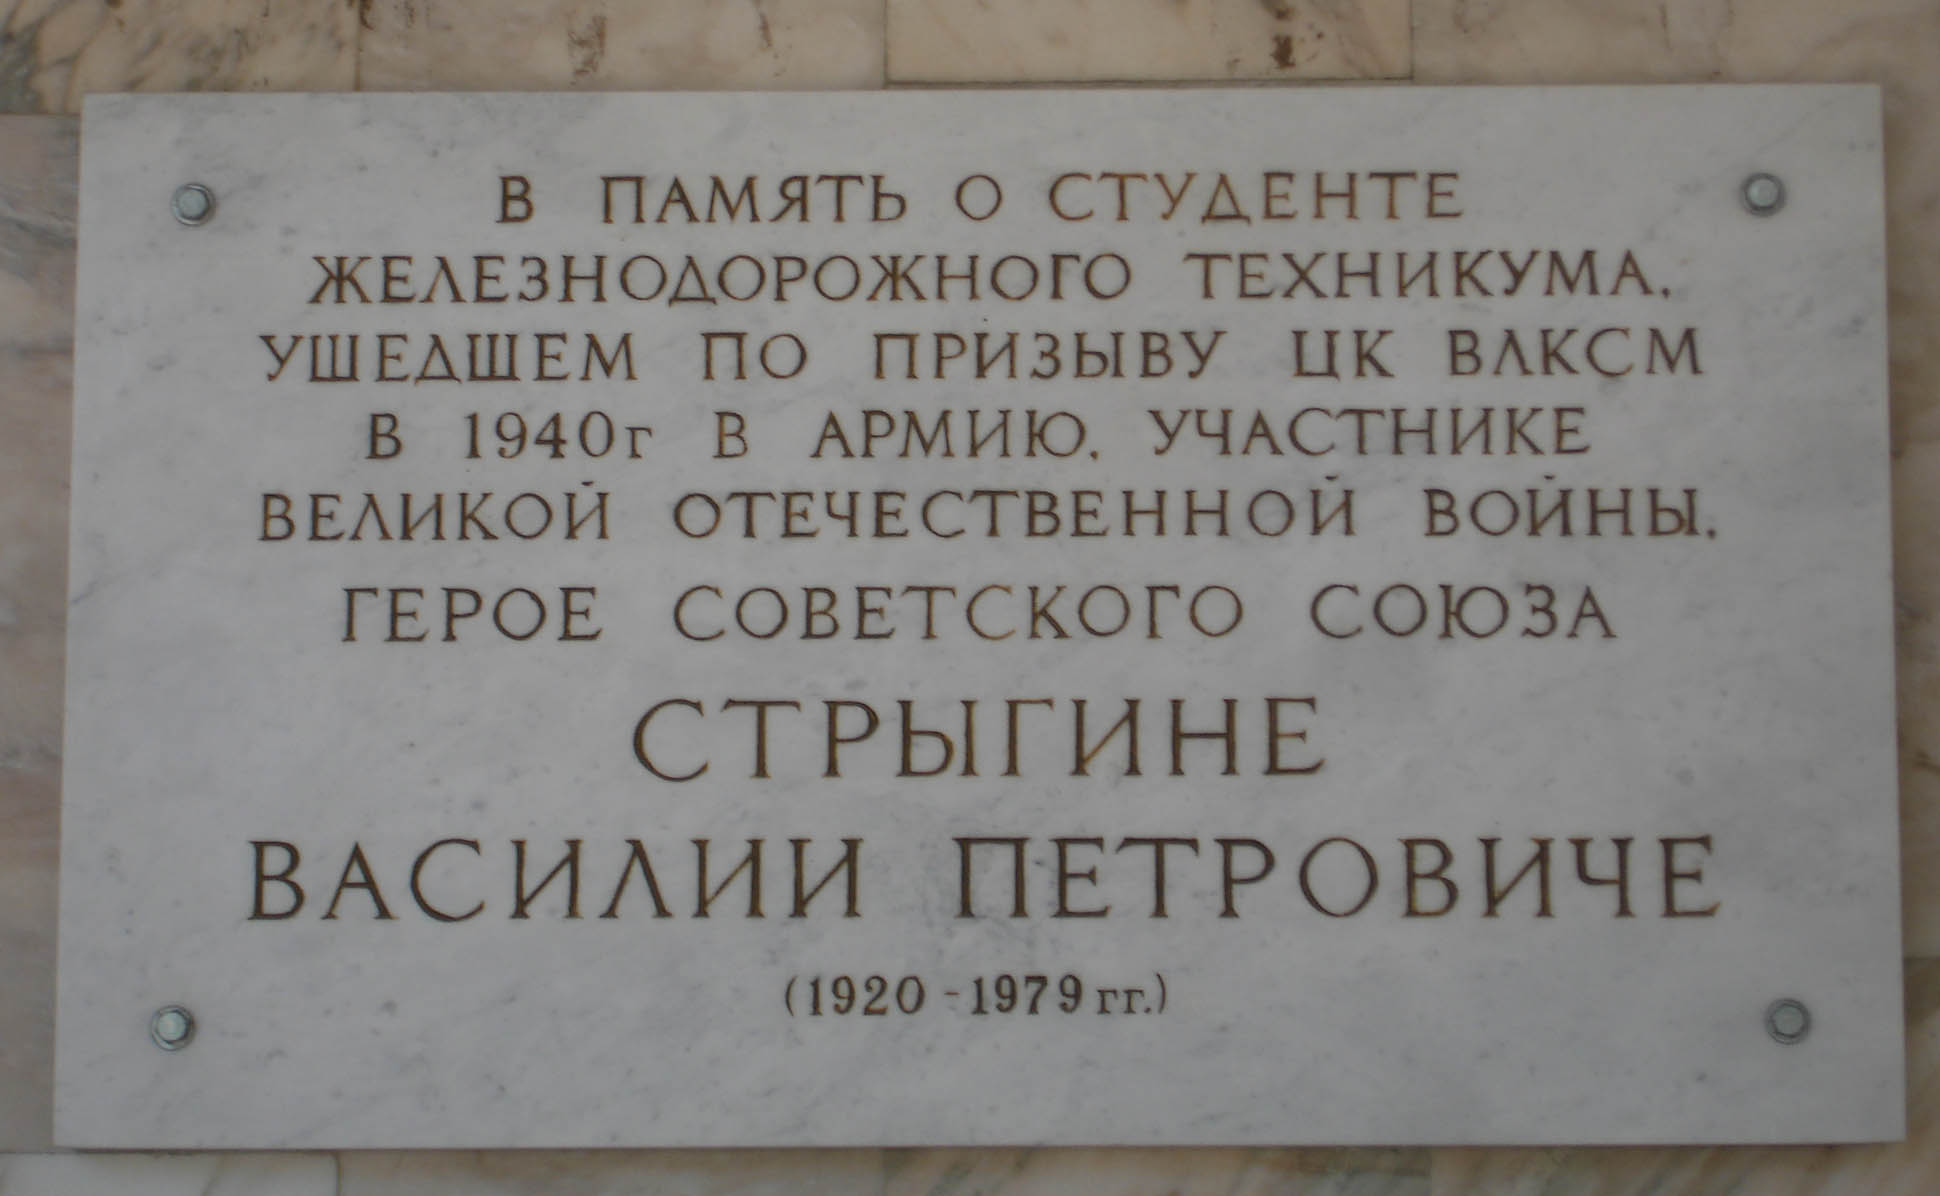 В ПАМЯТЬ О СТУДЕНТЕ
ЖЕЛЕЗНОДОРОЖНОГО ТЕХНИКУМА,
УШЕДШЕМ ПО ПРИЗЫВУ ЦК ВЛКСМ
В 1940г В АРМИЮ, УЧАСТНИКЕ
ВЕЛИКОЙ ОТЕЧЕСТВЕННОЙ ВОЙНЫ,
ГЕРОЕ СОВЕТСКОГО СОЮЗА
СТРЫГИНЕ
ВАСИЛИИ ПЕТРОВИЧЕ
(1920-1979 гг.)